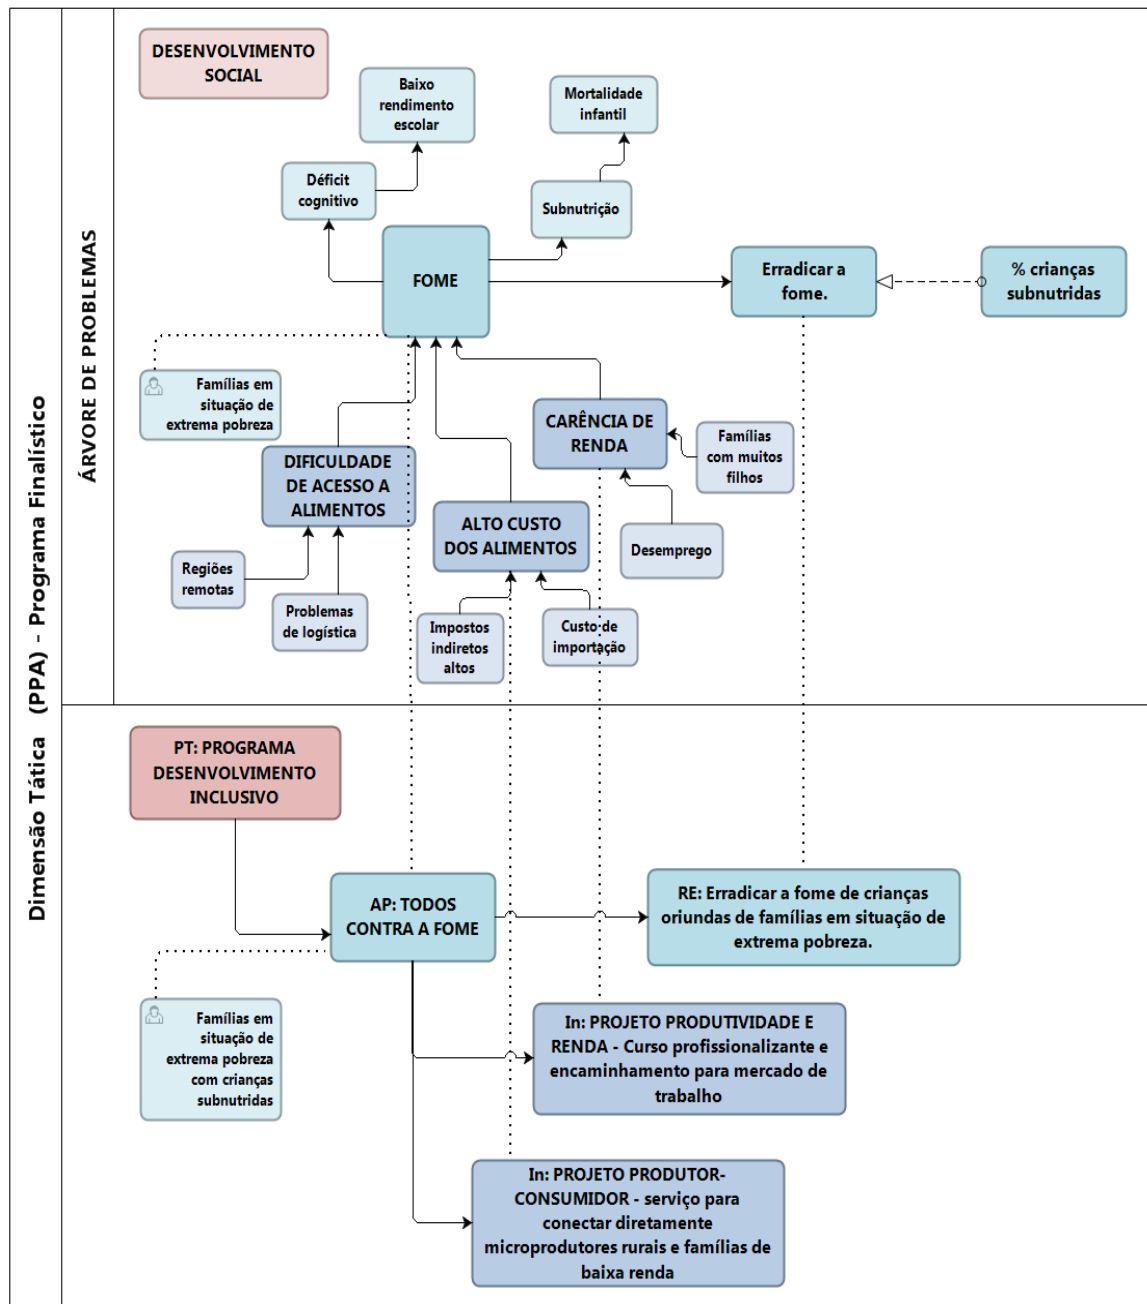 Dimensão Tática (PPA) - Programa Finalístico
ÁRVORE DE PROBLEMAS
DESENVOLVIMENTO
SOCIAL
Baixo
rendimento
escolar
Mortalidade
infantil
Déficit
cognitivo
Subnutrição
FOME
Erradicar a
fome.
% crianças
subnutridas
Famílias em
situação de
extrema pobreza
CARÊNCIA DE
RENDA
Famílias
com muitos
filhos
DIFICULDADE
DE ACESSO A
ALIMENTOS
ALTO CUSTO
DOS ALIMENTOS
Desemprego
Regiões
remotas
Problemas
de logística
Impostos
indiretos
altos
Custo de
importação
PT: PROGRAMA
DESENVOLVIMENTO
INCLUSIVO
AP: TODOS
CONTRA A FOME
RE: Erradicar a fome de crianças
oriundas de famílias em situação de
extrema pobreza.
Famílias em
situação de
extrema pobreza
com crianças
subnutridas
In: PROJETO PRODUTIVIDADE E
RENDA - Curso profissionalizante e
encaminhamento para mercado de
trabalho
In: PROJETO PRODUTOR-
CONSUMIDOR - serviço para
conectar diretamente
microprodutores rurais e famílias de
baixa renda